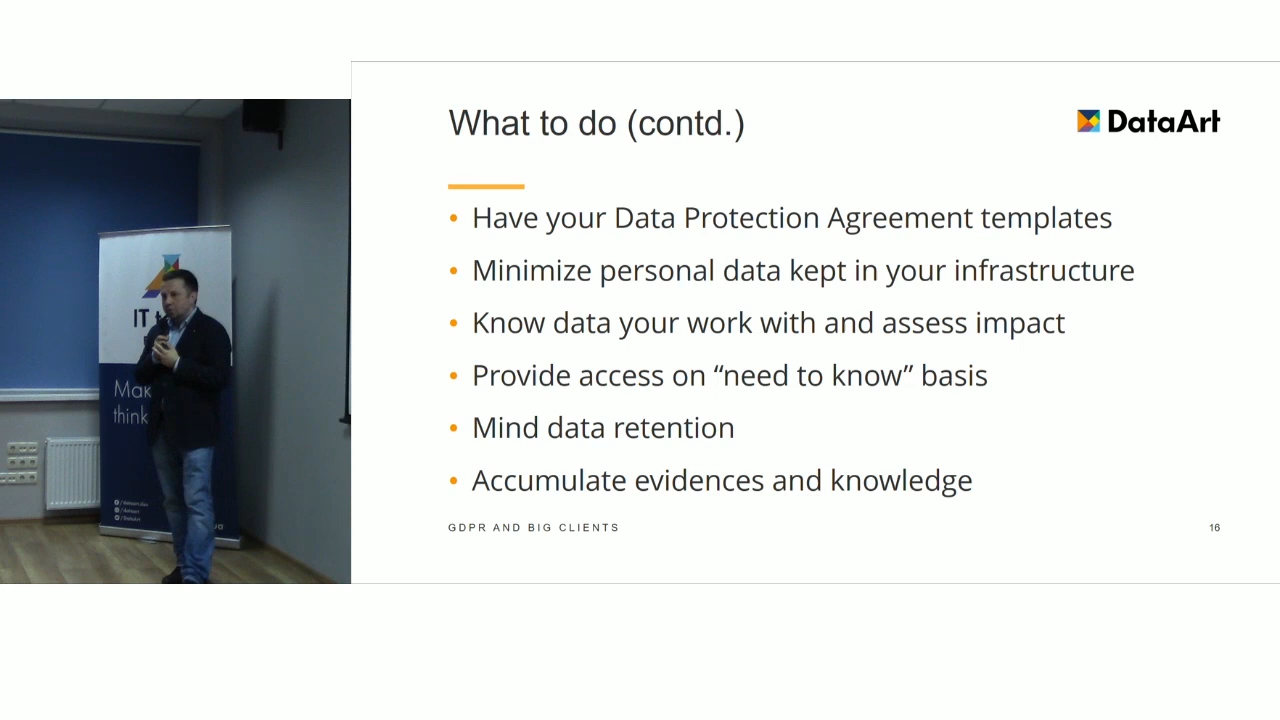 What to do (contd.)
DataArt
• Have your Data Protection Agreement templates
• Minimize personal data kept in your infrastructure
• Know data your work with and assess impact
• Provide access on “need to know” basis
• Mind data retention
• Accumulate evidences and knowledge
GDPR AND BIG CLIENTS
16
IT
Mak
think
/DataArt